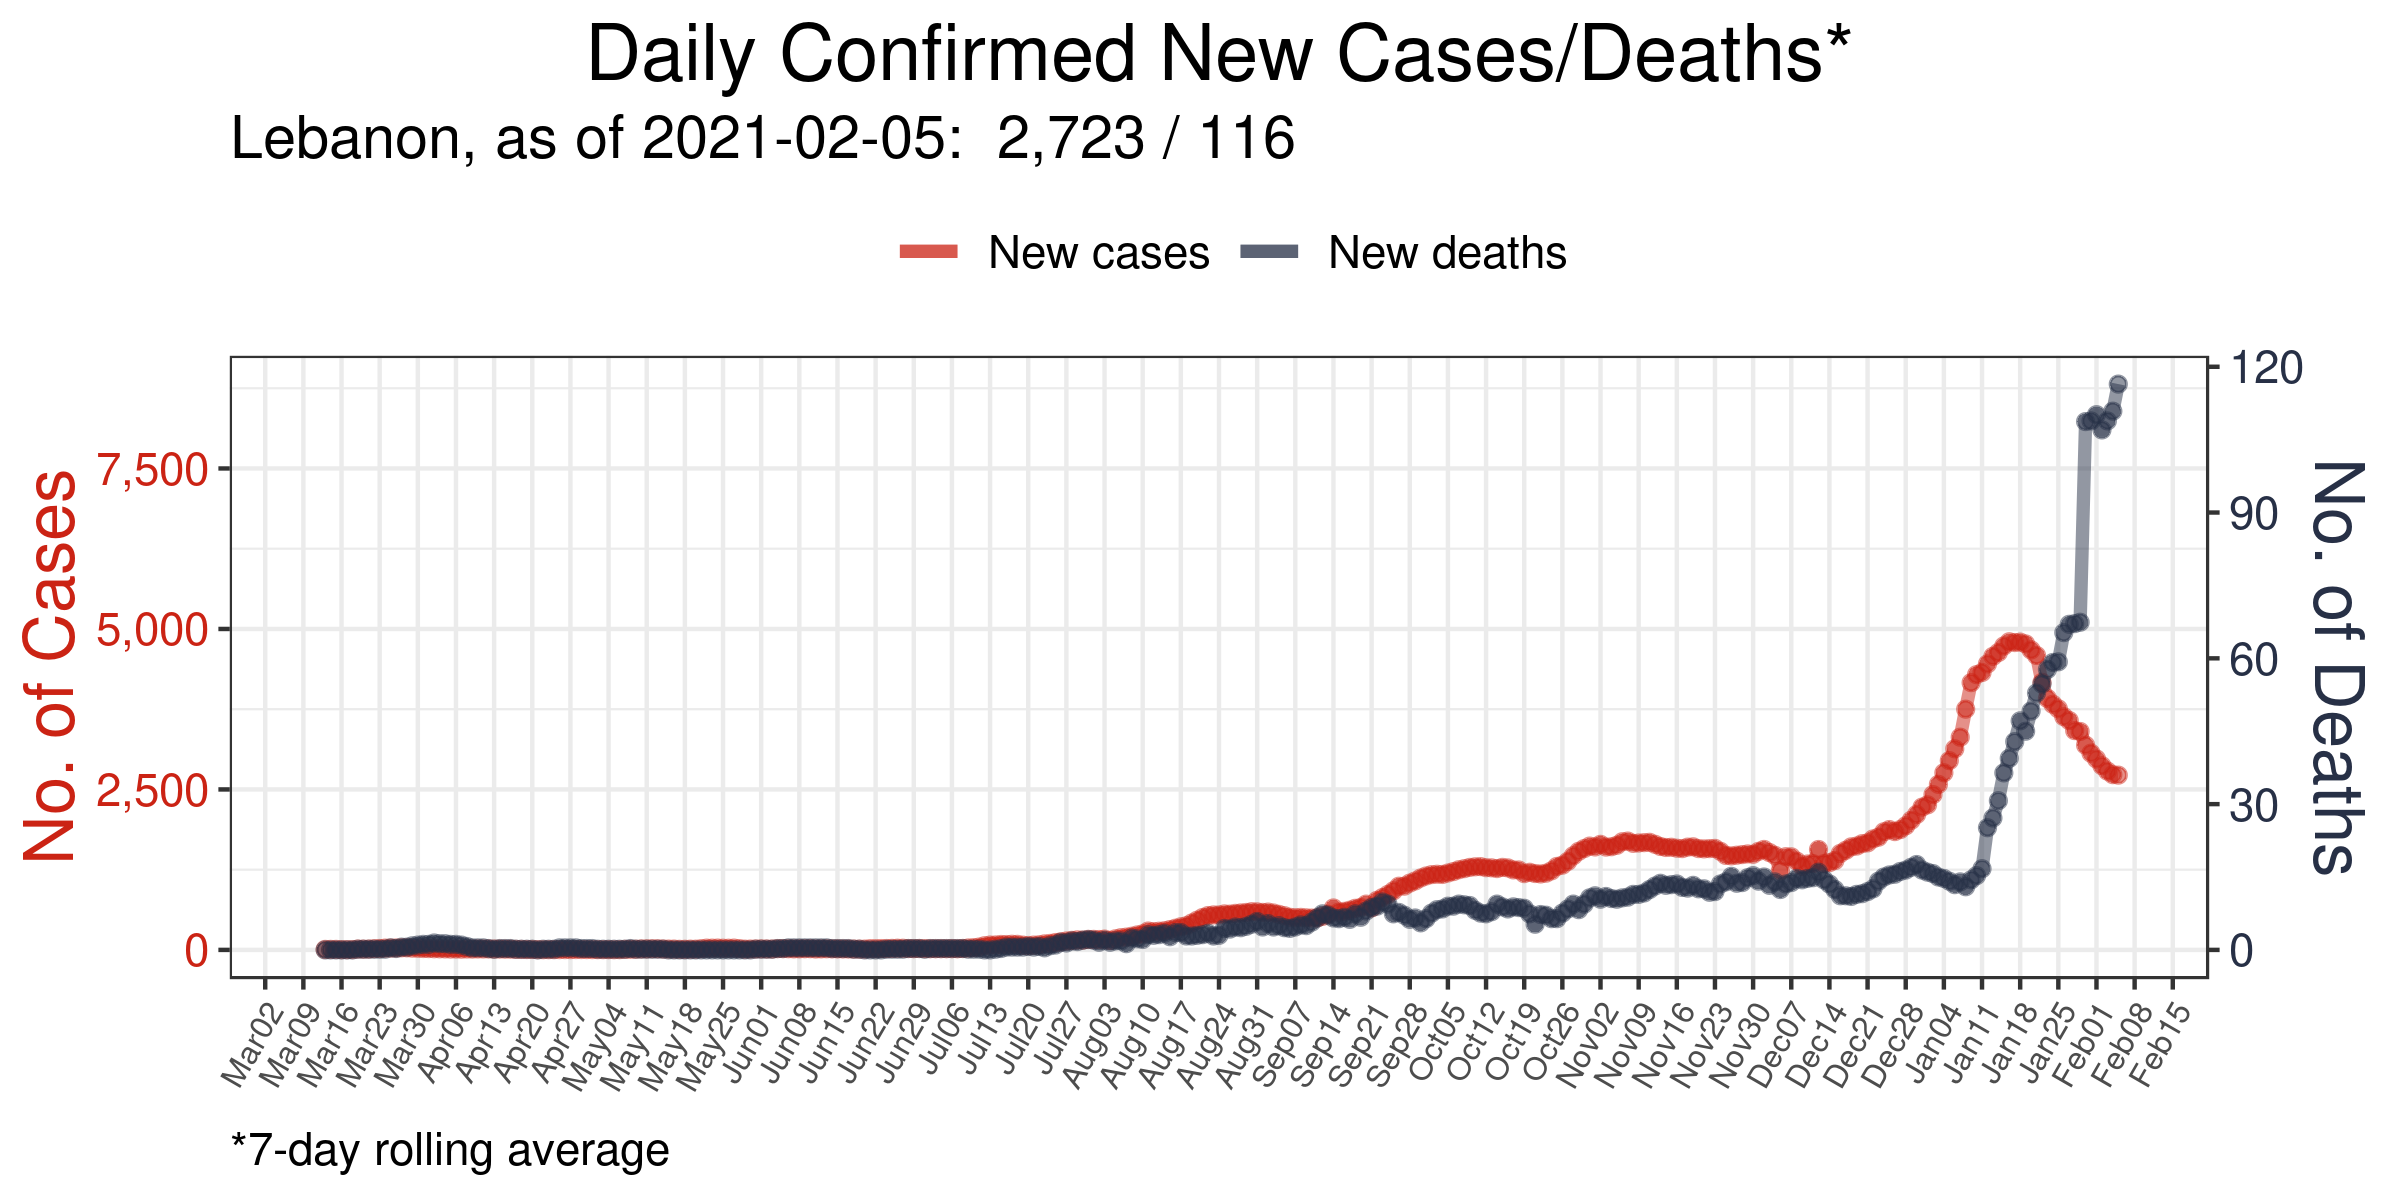 Daily Confirmed New Cases/Deaths*
Lebanon, as of 2021-02-05:  2,723 / 116
New cases
New deaths
No. of Cases
7,500
5,000
2,500
0
120
90
60
30
0
No. of Deaths
Mar02
Mar09
Mar16
Mar23
Mar30
Apr06
Apr13
Apr20
Apr27
May04
May11
May18
May25
Jun01
Jun08
Jun15
Jun22
Jun29
Jul06
Jul13
Jul20
Jul27
Aug03
Aug10
Aug17
Aug24
Aug31
Sep07
Sep14
Sep21
Sep28
Oct05
Oct12
Oct19
Oct26
Nov02
Nov09
Nov16
Nov23
Nov30
Dec07
Dec14
Dec21
Dec28
Jan04
Jan11
Jan18
Jan25
Feb01
Feb08
Feb15
*7-day rolling average